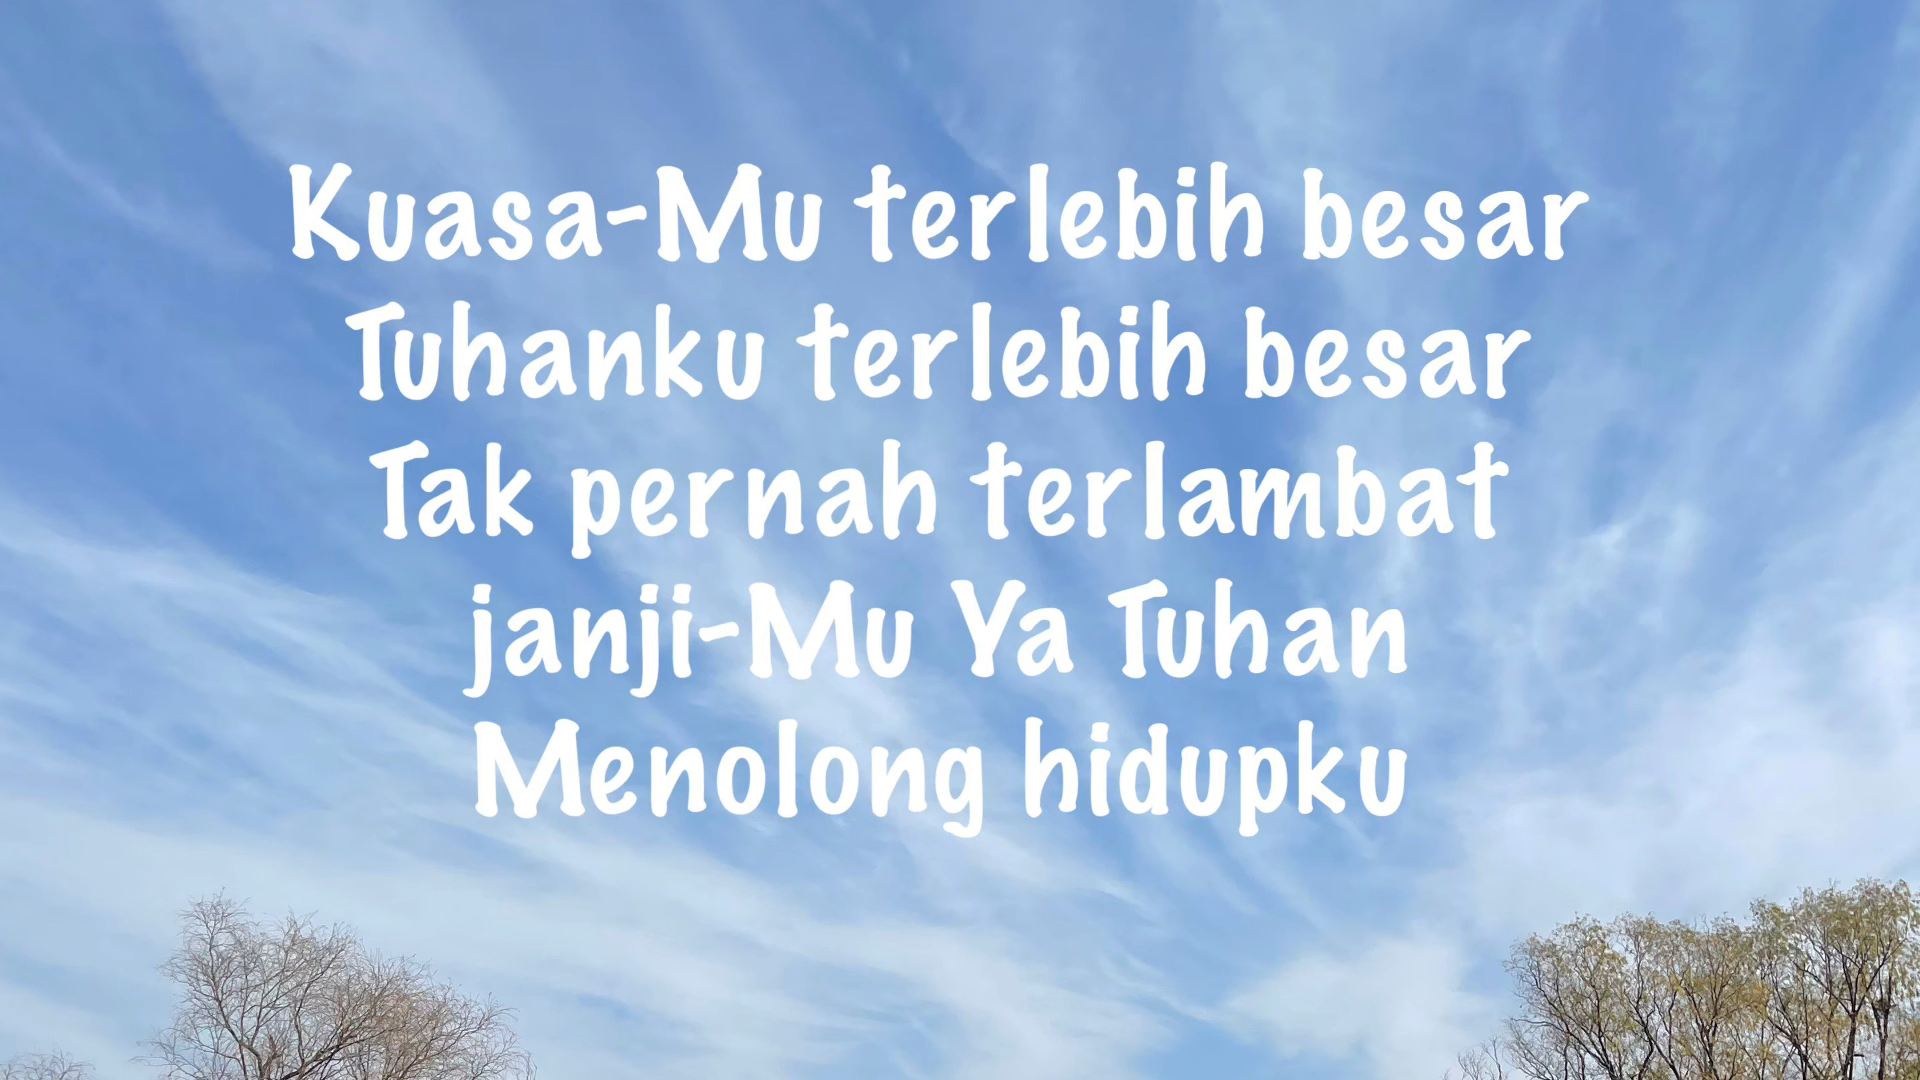 Kuasa-Mu terlebih besar
Tuhanku terlebih besar
Tak pernah terlambat
janji-Mu Ya Tuhan
Menolong hidupku